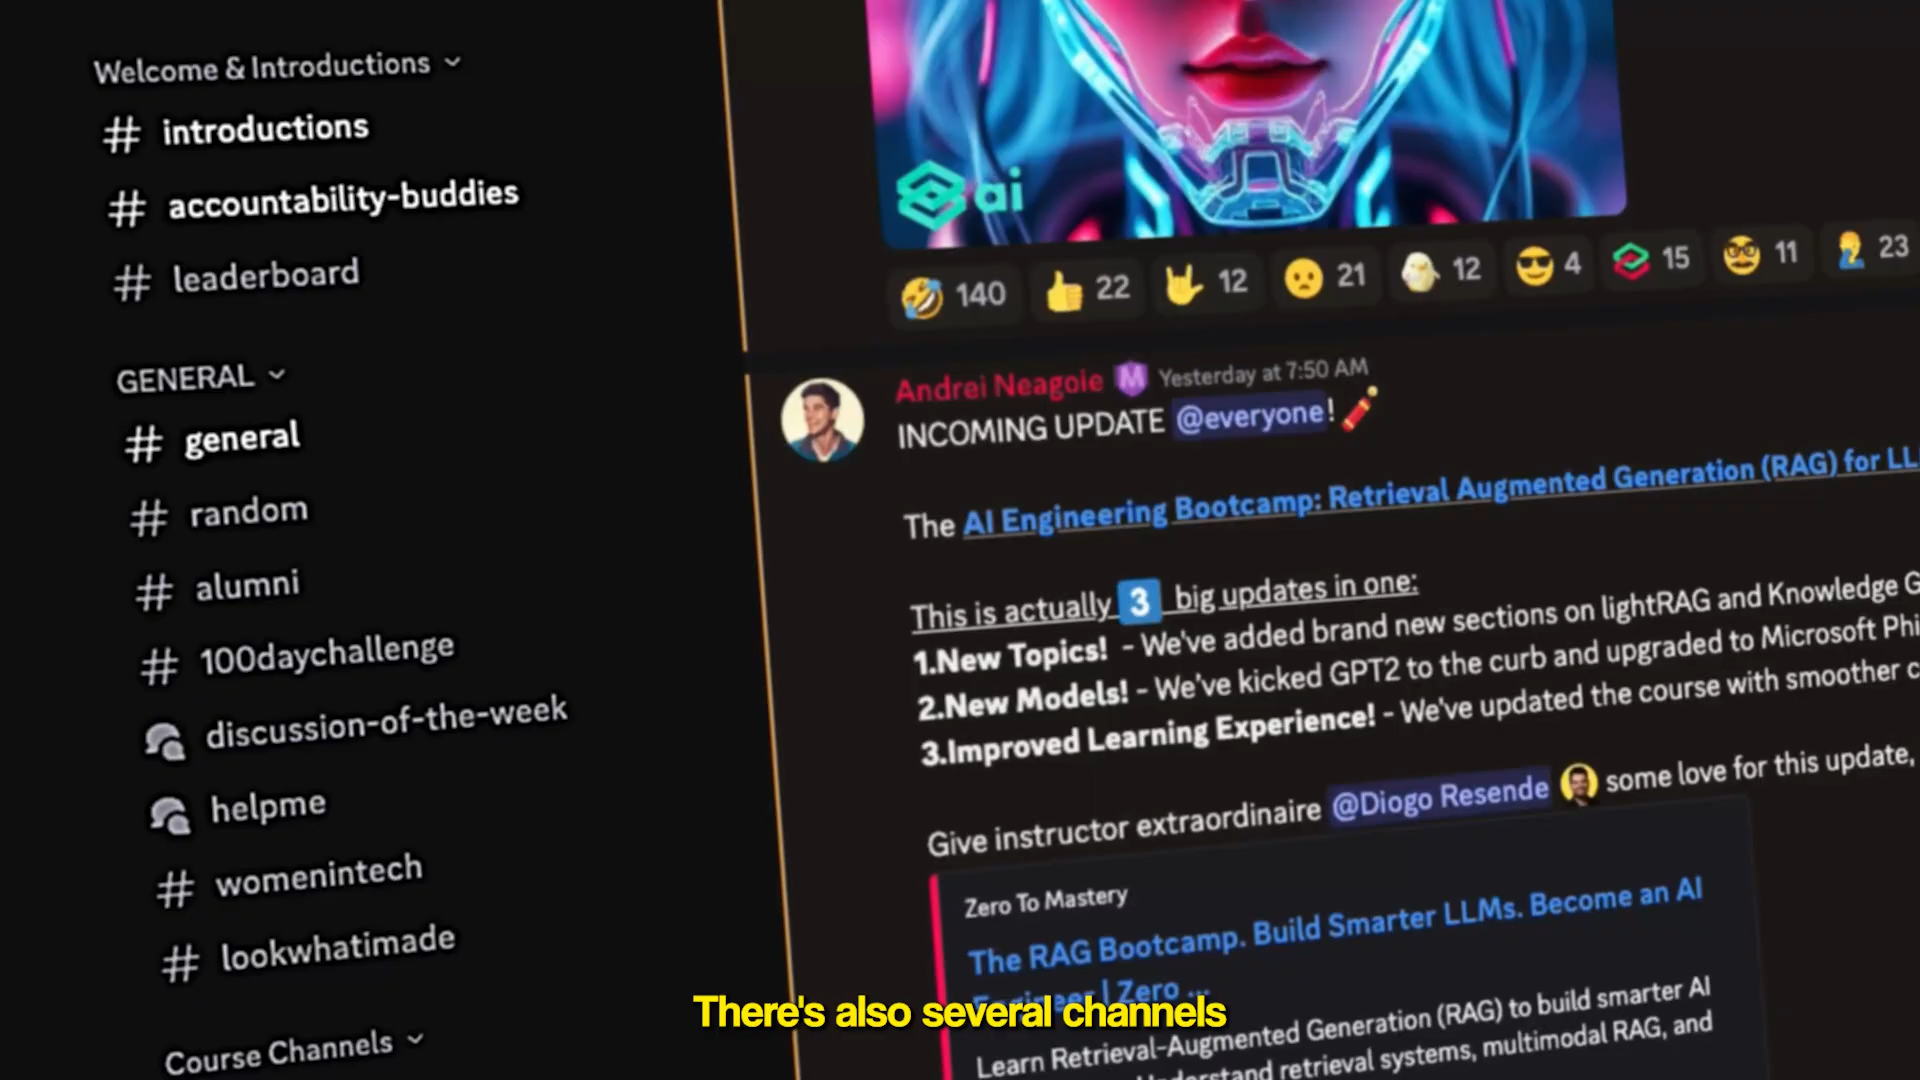 Welcome & Introductions
# introductions
# accountability-buddies
# leaderboard
GENERAL
# general
# random
# alumni
# 100daychallenge
discussion-of-the-week
helpme
# womenintech
# lookwhatimade
Course Channels
ai
140 22 12 21 12 4 15 11 23
Andrei Neagoie M Yesterday at 7:50 AM
INCOMING UPDATE @everyone!
The AI Engineering Bootcamp: Retrieval Augmented Generation (RAG) for LL
This is actually 3 big updates in one:
1.New Topics! - We've added brand new sections on lightRAG and Knowledge G
2.New Models! - We've kicked GPT2 to the curb and upgraded to Microsoft Phi
3.Improved Learning Experience! - We've updated the course with smoother c
Give instructor extraordinaire @Diogo Resende some love for this update,
Zero To Mastery
The RAG Bootcamp. Build Smarter LLMs. Become an AI
Engineer | Zero ...
Learn Retrieval-Augmented Generation (RAG) to build smarter AI
Understand retrieval systems, multimodal RAG, and
There's also several channels